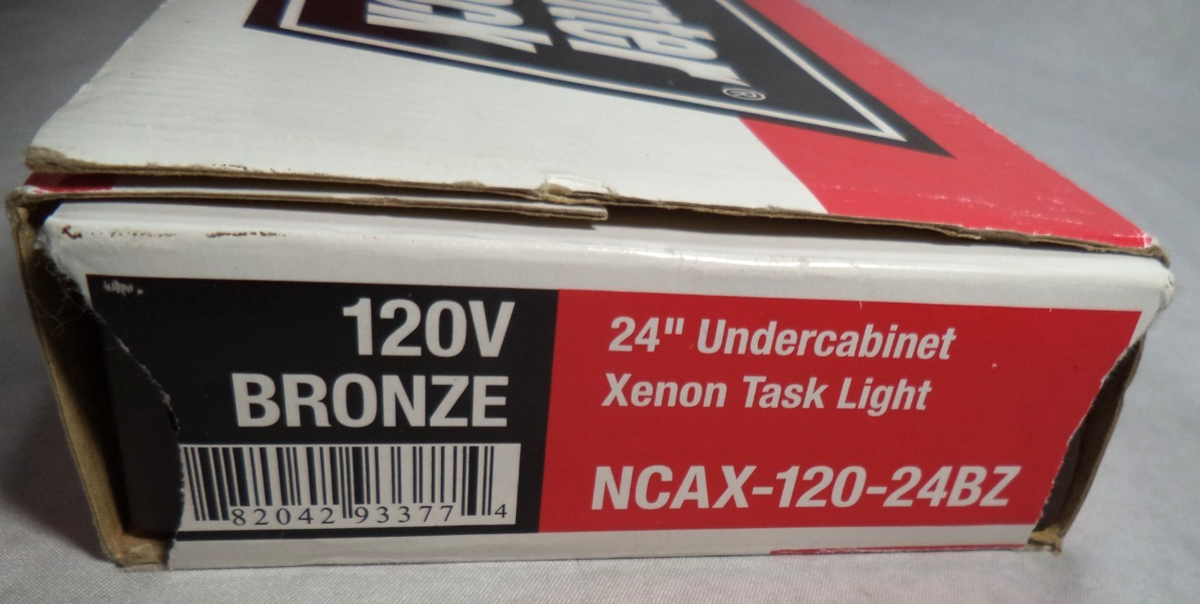 120V
BRONZE
82042 93377 4
24" Undercabinet
Xenon Task Light
NCAX-120-24BZ